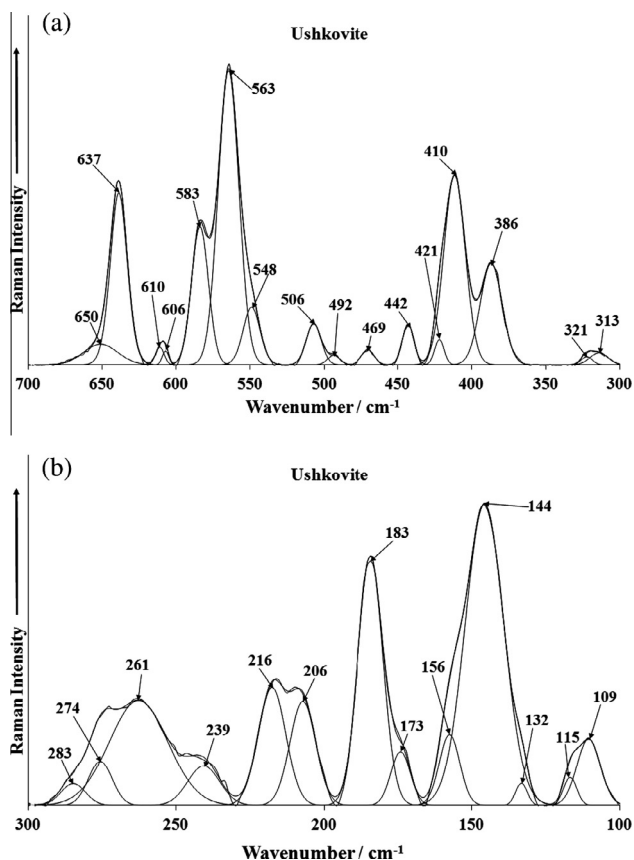 (a)
Ushkovite
Raman Intensity
563
637
583
410
386
548
421
650
610
606
506
492
469
442
321
313
700 650 600 550 500 450 400 350 300
Wavenumber / cm-1
(b)
Ushkovite
Raman Intensity
144
183
261
216
206
156
274
239
173
132
115
109
283
300 250 200 150 100
Wavenumber / cm-1